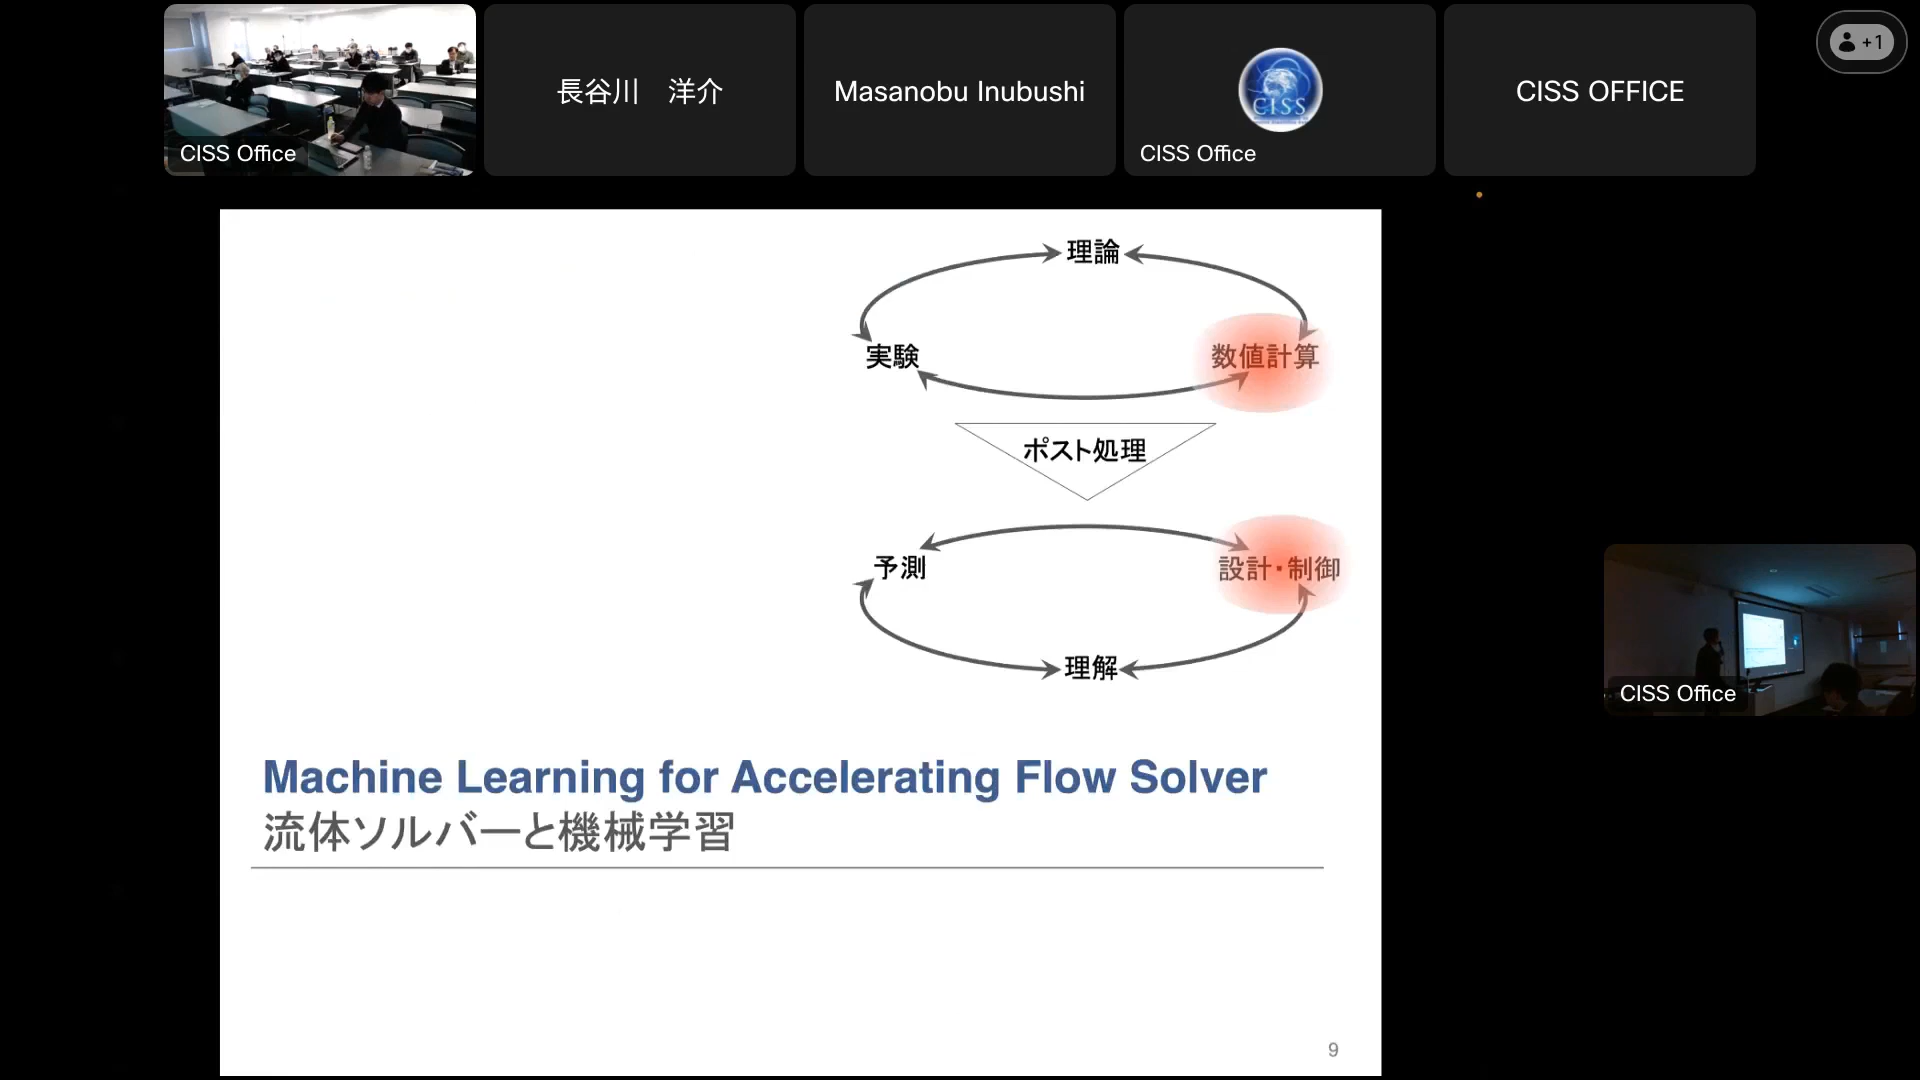 CISS Office
長谷川　洋介
Masanobu Inubushi
CISS
CISS Office
CISS OFFICE
+1
理論
実験
数値計算
ポスト処理
予測
設計・制御
理解
Machine Learning for Accelerating Flow Solver
流体ソルバーと機械学習
9
CISS Office